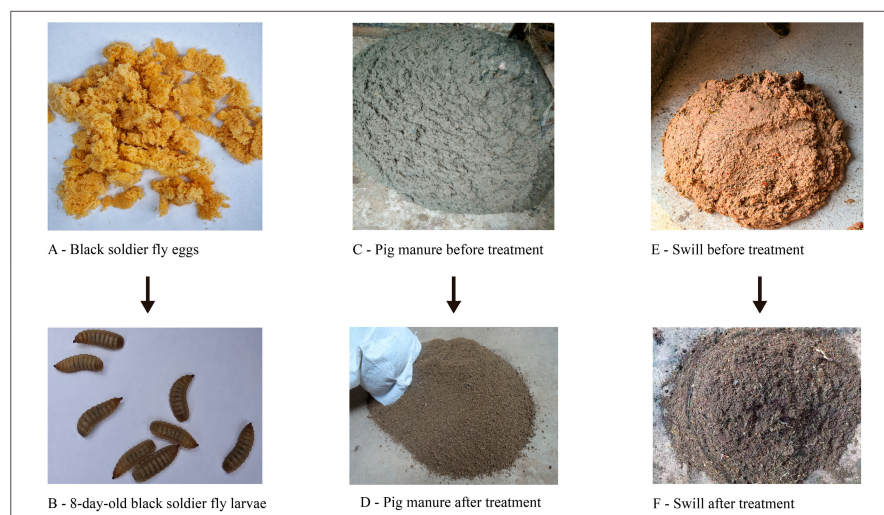 A - Black soldier fly eggs
C - Pig manure before treatment
E - Swill before treatment
B - 8-day-old black soldier fly larvae
D - Pig manure after treatment
F - Swill after treatment